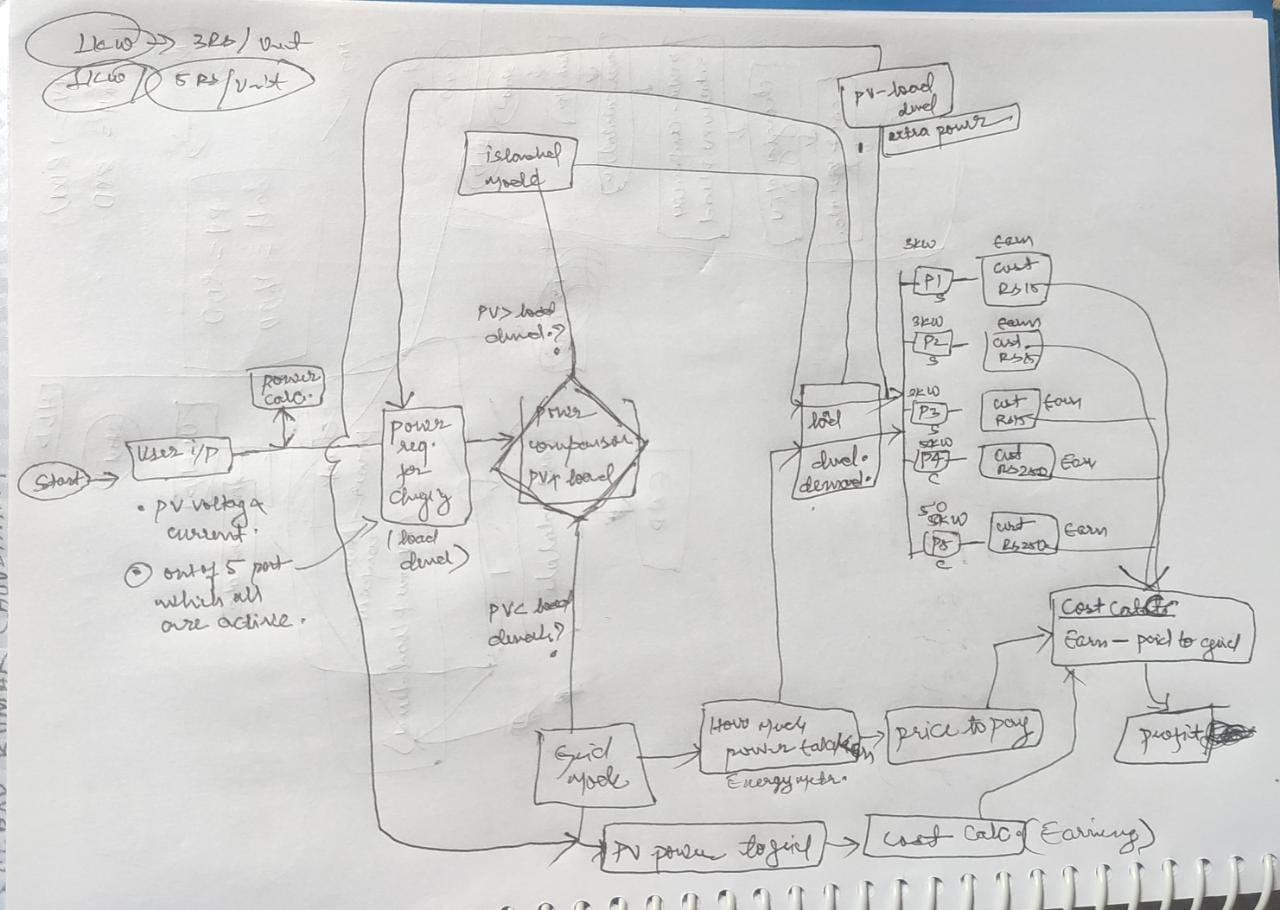 1KW → 3RS/Unit
1KW / 5RS/Unit
PV-load
dmd
extra power
islanded
mode
3KW
Earn
P1
S
cost
RS15
PV > load
dmd.?
3KW
Earn
P2
S
cost.
RS15
power
calc.
User i/p
Start
power
req.
for
power
comparison
PV & load
load
dmd.
demand.
3KW
P3
S
cost
RS15
Earn
5KW
P4
C
cost
RS250
Earn
50
5KW
P5
C
cost
RS250
Earn
• PV voltage &
current.
• out of 5 port
which all
are active.
(load
dmd)
PV < load
demand?
cost calc
Earn – paid to grid
profit
Grid
Mode
How Much
power taken
Energy metr.
price to pay
PV power to grid
cost calc. (Earning)